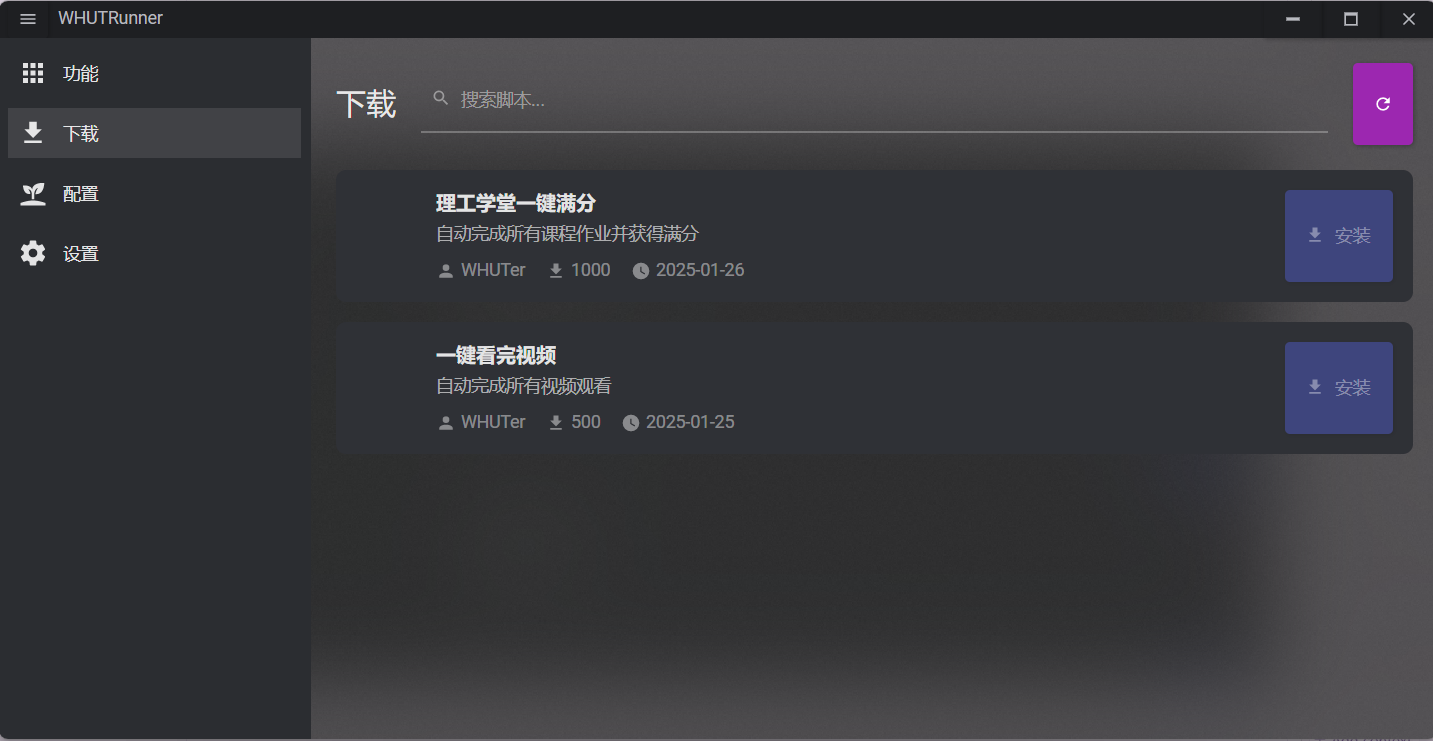 WHUTRunner
功能
下载
配置
设置
下载
搜索脚本...
理工学堂一键满分
自动完成所有课程作业并获得满分
WHUTer 1000 2025-01-26
安装
一键看完视频
自动完成所有视频观看
WHUTer 500 2025-01-25
安装